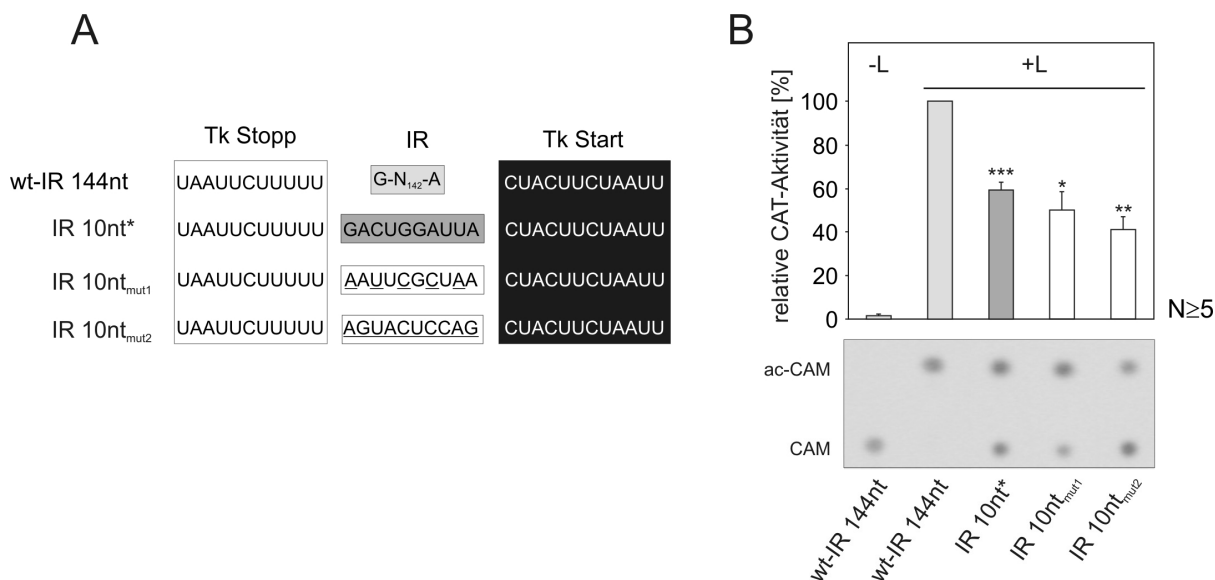 A
Tk Stopp IR Tk Start
wt-IR 144nt UAAUUCUUUUU G-N₁₄₂-A CUACUUCUAAUU
IR 10nt* UAAUUCUUUUU GACUGGAUUA CUACUUCUAAUU
IR 10ntmut1 UAAUUCUUUUU AAUUCGCUAA CUACUUCUAAUU
IR 10ntmut2 UAAUUCUUUUU AGUACUCCAG CUACUUCUAAUU
B
-L +L
relative CAT-Aktivität [%]
100
80
60
40
20
0
***
*
**
N≥5
ac-CAM
CAM
wt-IR 144nt
wt-IR 144nt
IR 10nt*
IR 10ntmut1
IR 10ntmut2